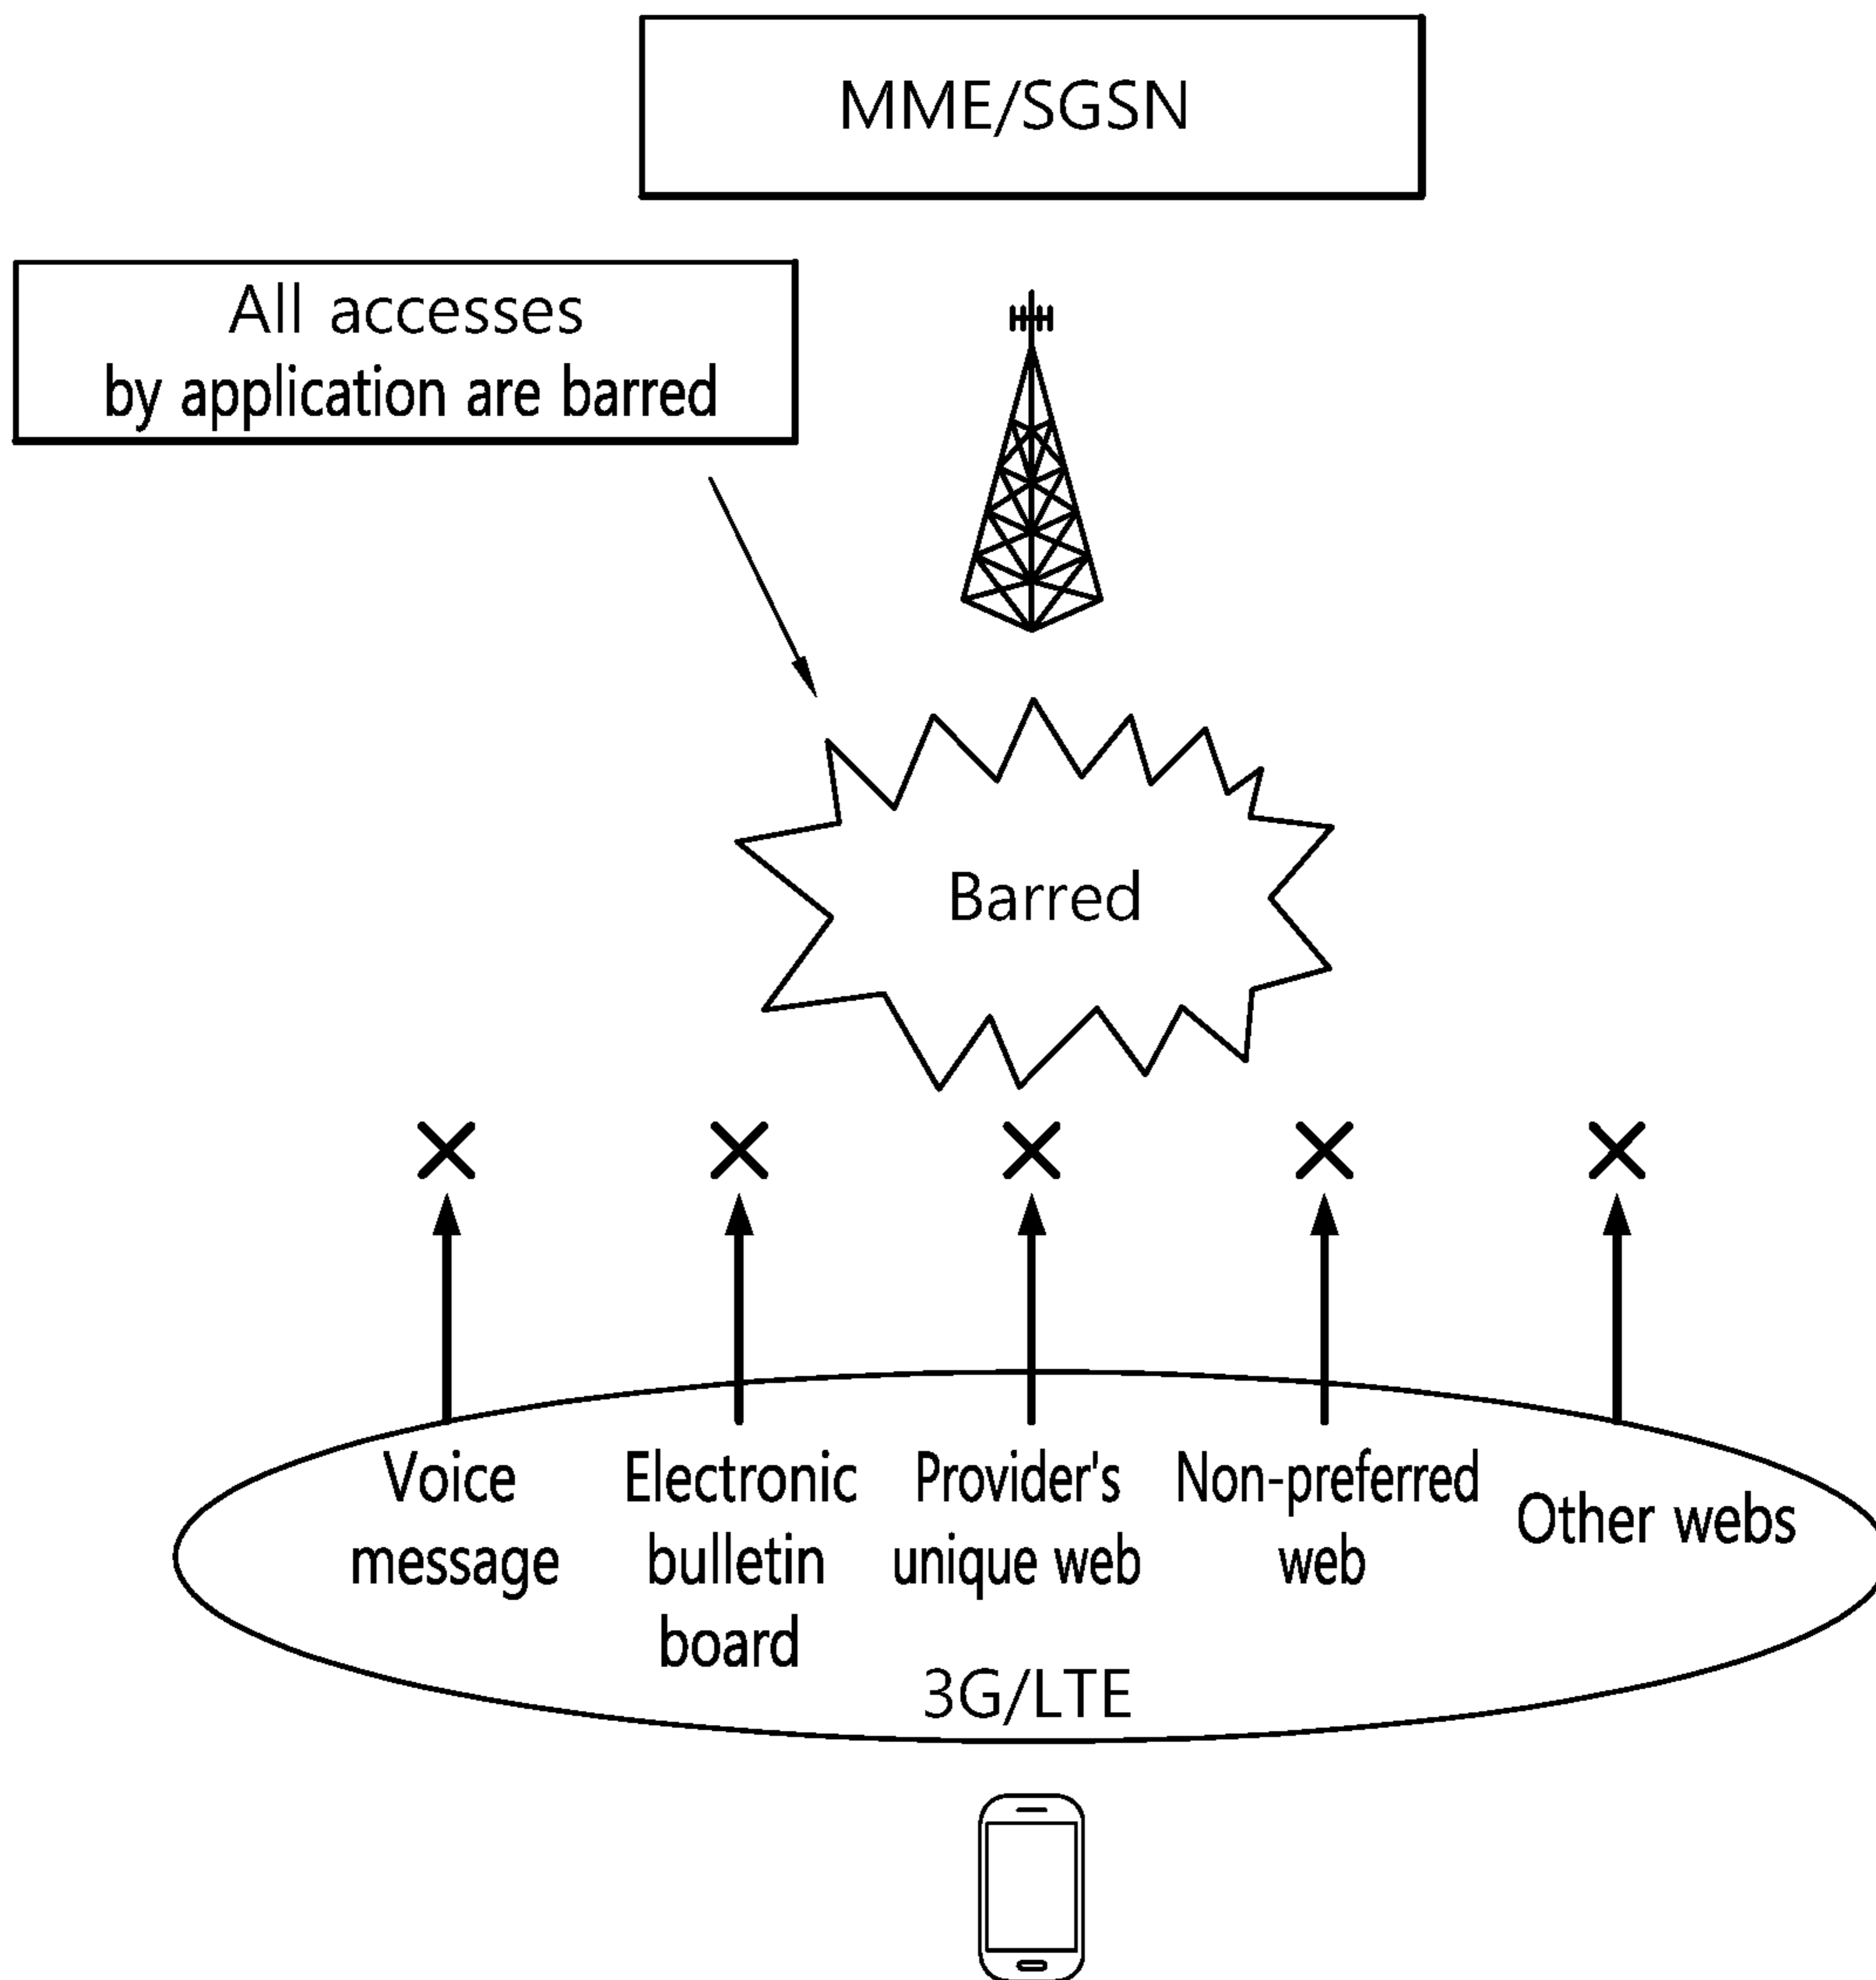 MME/SGSN
All accesses
by application are barred
Barred
Voice
message
Electronic
bulletin
board
Provider's
unique web
Non-preferred
web
Other webs
3G/LTE